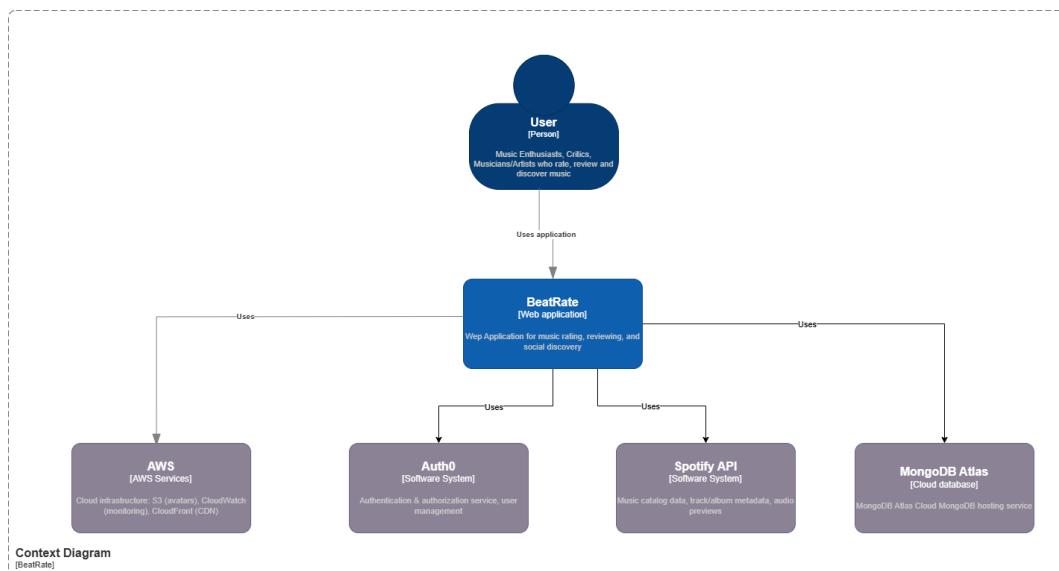 User
[Person]
Music Enthusiasts, Critics,
Musicians/Artists who rate, review and
discover music
Uses application
BeatRate
[Web application]
Wep Application for music rating, reviewing, and
social discovery
Uses
Uses
Uses
Uses
AWS
[AWS Services]
Cloud infrastructure: S3 (avatars), CloudWatch
(monitoring), CloudFront (CDN)
Auth0
[Software System]
Authentication & authorization service, user
management
Spotify API
[Software System]
Music catalog data, track/album metadata, audio
previews
MongoDB Atlas
[Cloud database]
MongoDB Atlas Cloud MongoDB hosting service
Context Diagram
[BeatRate]